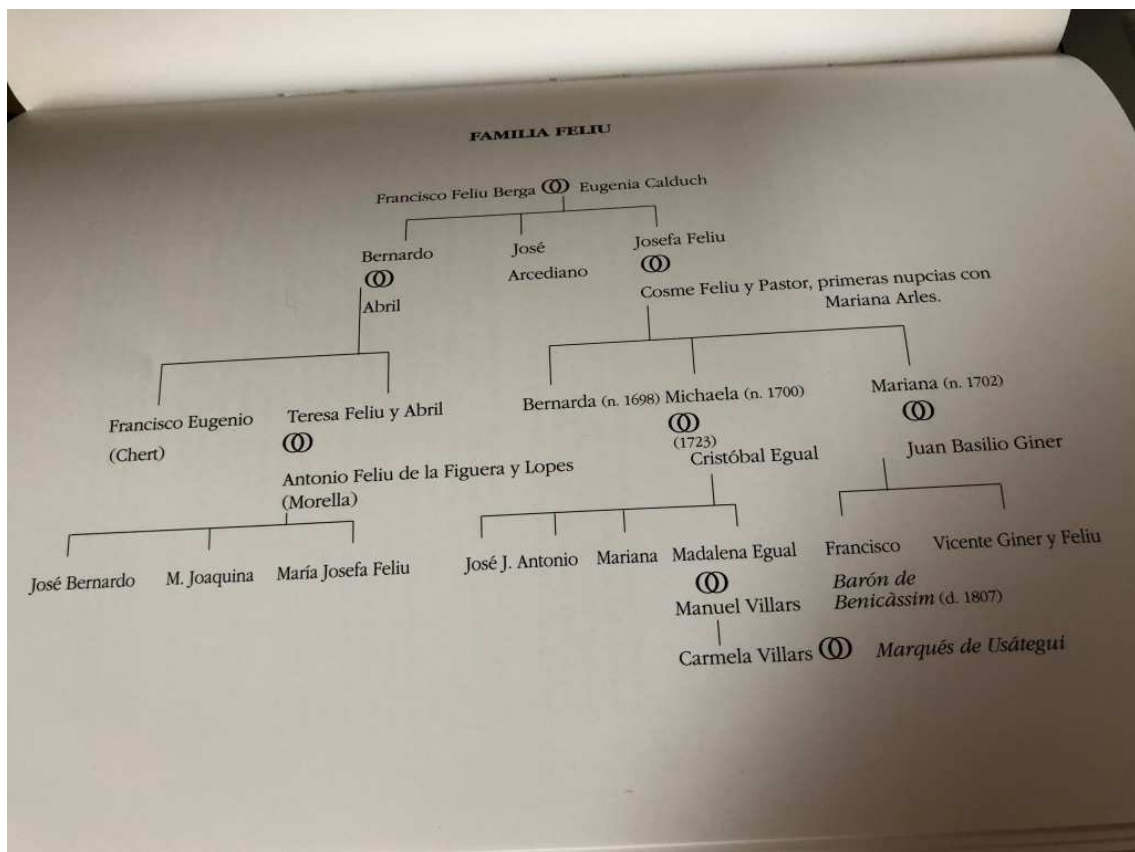 FAMILIA FELIU
Francisco Feliu Berga Eugenia Calduch
Bernardo José Josefa Feliu
Arcediano
Abril
Cosme Feliu y Pastor, primeras nupcias con
Mariana Arles.
Francisco Eugenio Teresa Feliu y Abril Bernarda (n. 1698) Michaela (n. 1700) Mariana (n. 1702)
(Chert)
(1723)
Antonio Feliu de la Figuera y Lopes Cristóbal Egual Juan Basilio Giner
(Morella)
José Bernardo M. Joaquina María Josefa Feliu José J. Antonio Mariana Madalena Egual Francisco Vicente Giner y Feliu
Barón de
Manuel Villars Benicàssim (d. 1807)
Carmela Villars Marqués de Usátegui